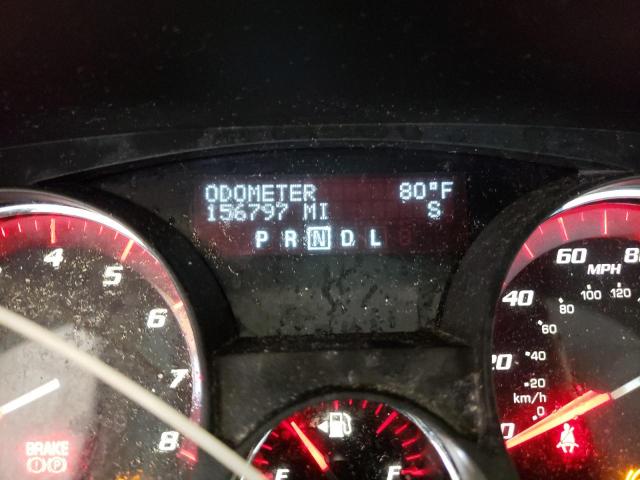 ODOMETER 80°F
156797 MI S
P R N D L
4 5 6 7 8
BRAKE
(!) (P)
E F
40 60 80
MPH
0 20 40 60 80 100 120
km/h